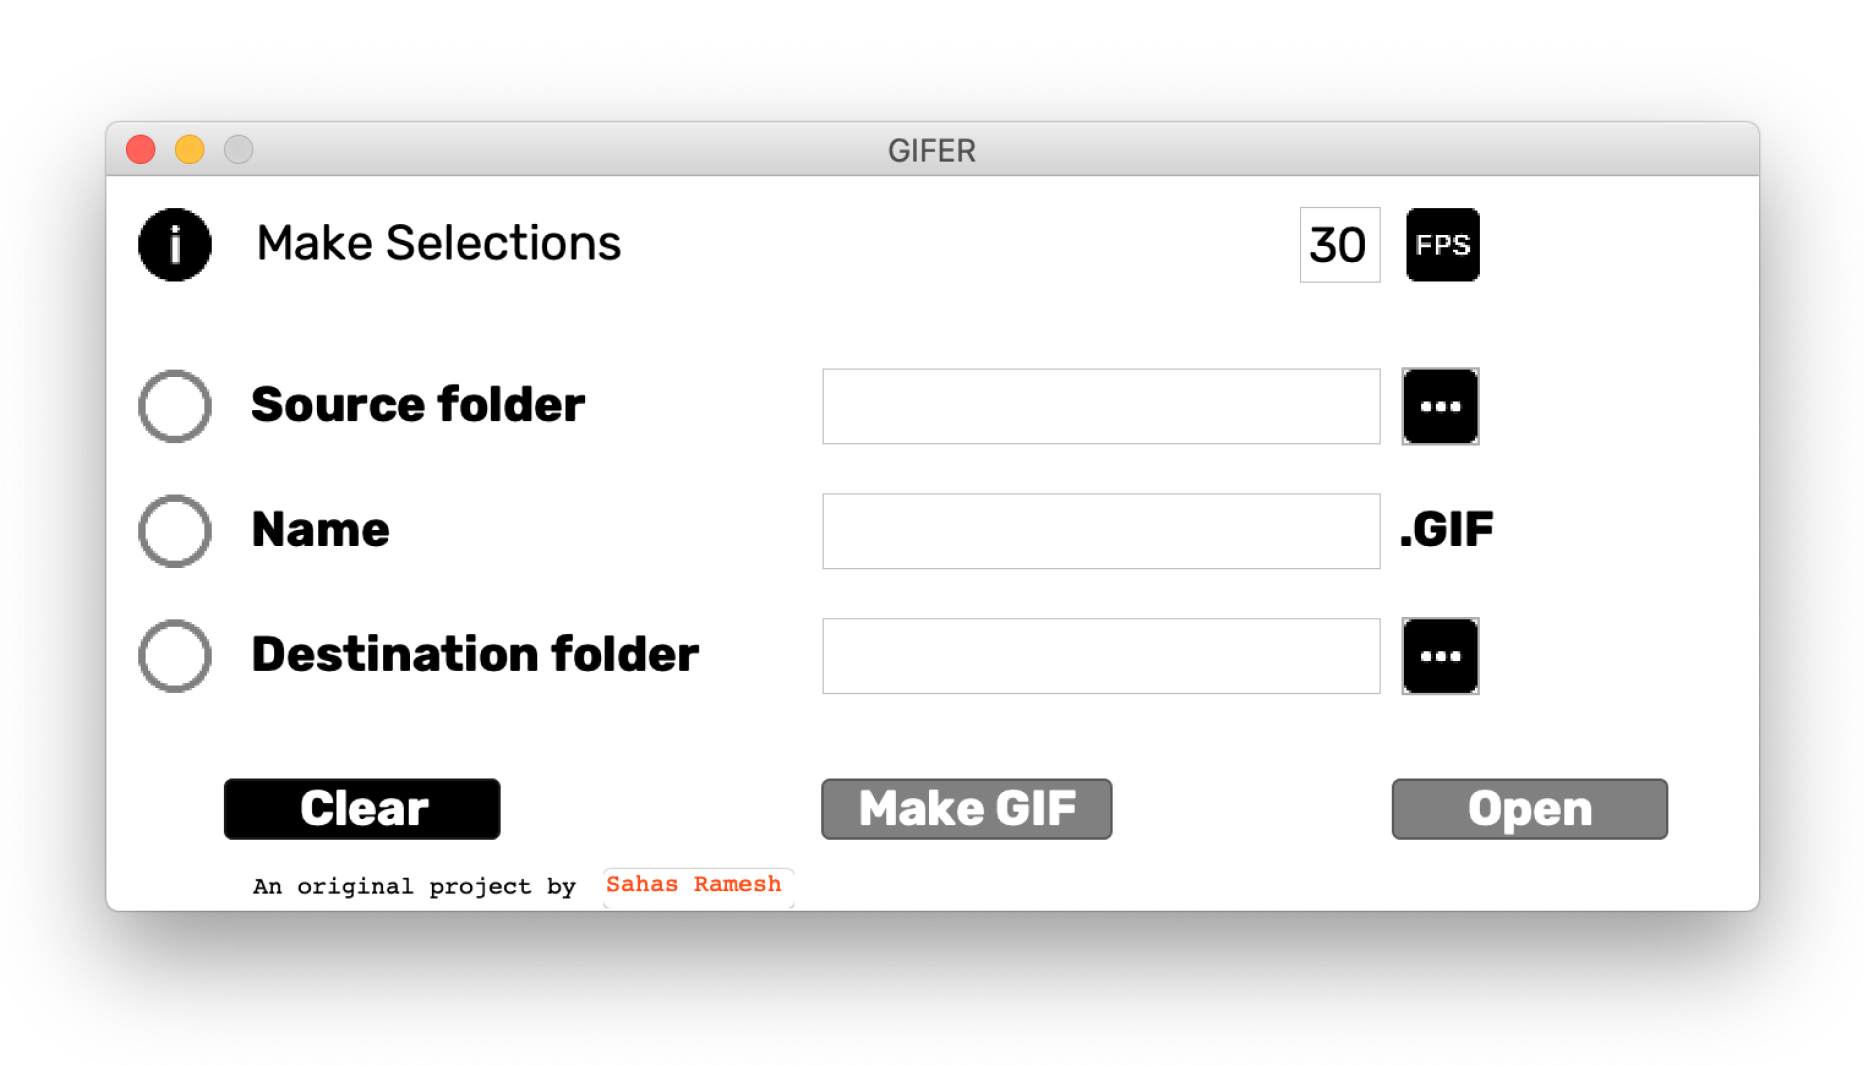 GIFER
i Make Selections 30 FPS
Source folder ...
Name .GIF
Destination folder ...
Clear Make GIF Open
An original project by Sahas Ramesh